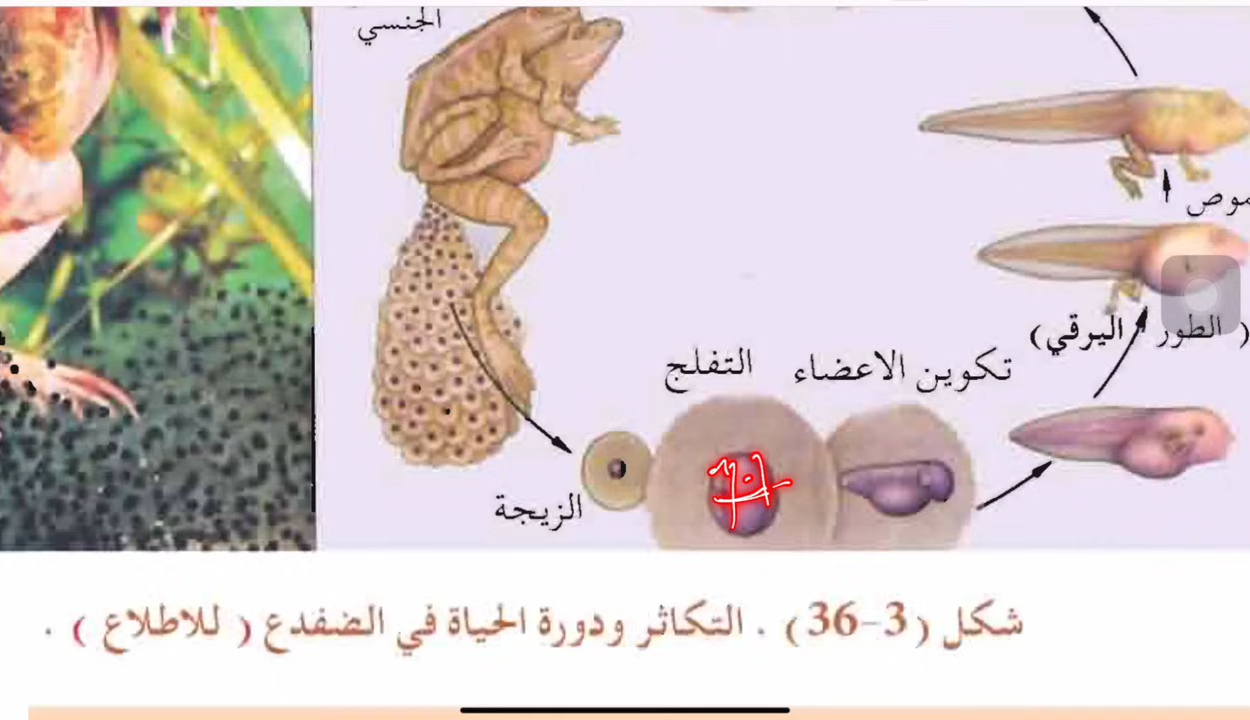 الجنسي
( الطور اليرقي)
تكوين الاعضاء
التفلج
الزيجة
شكل (3-36) . التكاثر ودورة الحياة في الضفدع ( للاطلاع ) .